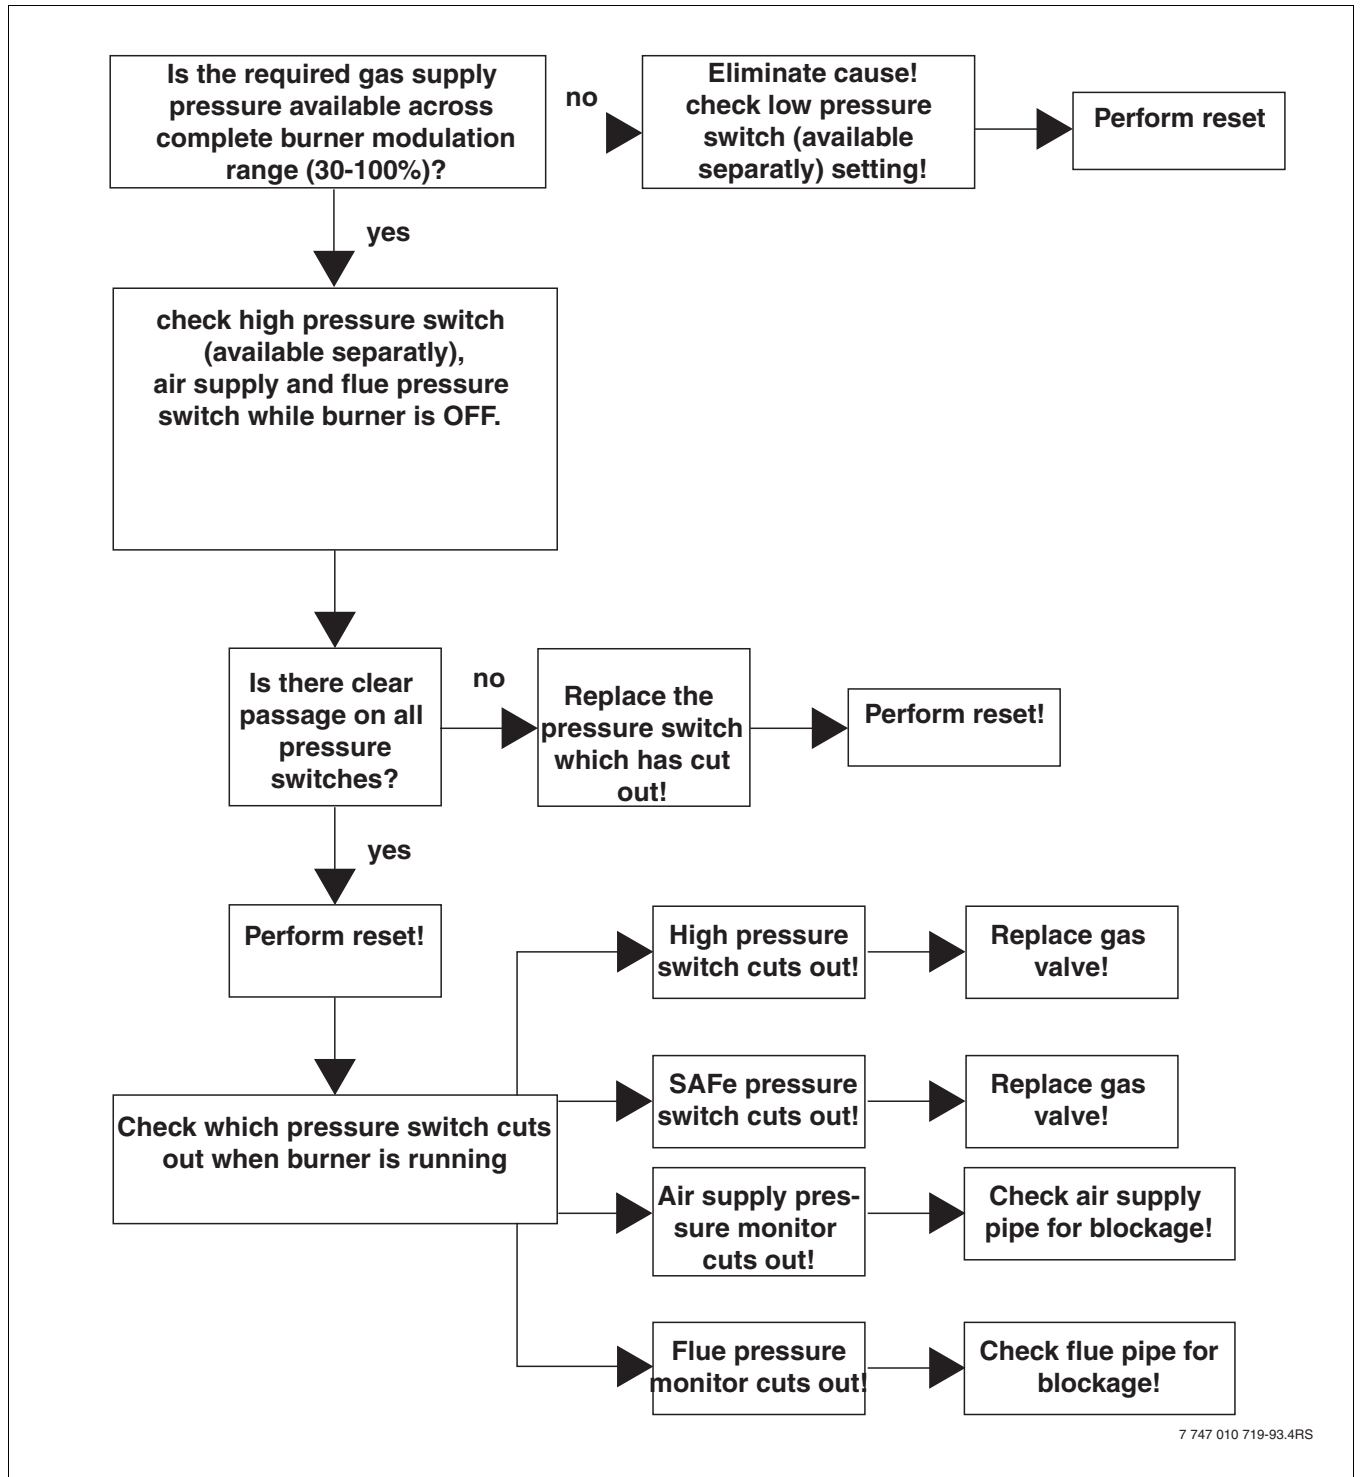 Is the required gas supply
pressure available across
complete burner modulation
range (30-100%)?
no
Eliminate cause!
check low pressure
switch (available
separatly) setting!
Perform reset
yes
check high pressure switch
(available separatly),
air supply and flue pressure
switch while burner is OFF.
Is there clear
passage on all
pressure
switches?
no
Replace the
pressure switch
which has cut
out!
Perform reset!
yes
Perform reset!
Check which pressure switch cuts
out when burner is running
High pressure
switch cuts out!
Replace gas
valve!
SAFe pressure
switch cuts out!
Replace gas
valve!
Air supply pres-
sure monitor
cuts out!
Check air supply
pipe for blockage!
Flue pressure
monitor cuts out!
Check flue pipe for
blockage!
7 747 010 719-93.4RS